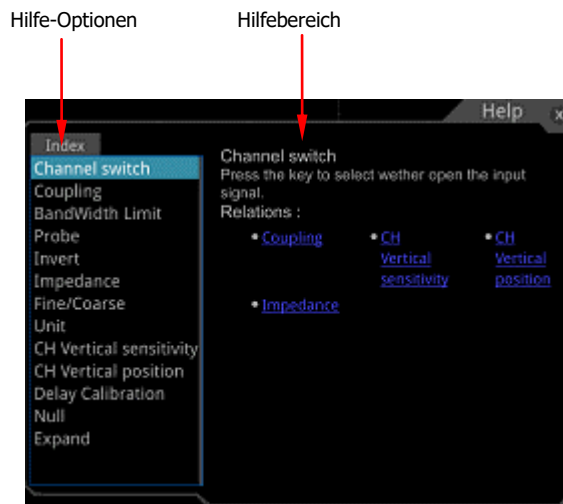 Hilfe-Optionen
Hilfebereich
Help x
Index
Channel switch
Coupling
BandWidth Limit
Probe
Invert
Impedance
Fine/Coarse
Unit
CH Vertical sensitivity
CH Vertical position
Delay Calibration
Null
Expand
Channel switch
Press the key to select wether open the input
signal.
Relations :
• Coupling
• CH
Vertical
sensitivity
• CH
Vertical
position
• Impedance